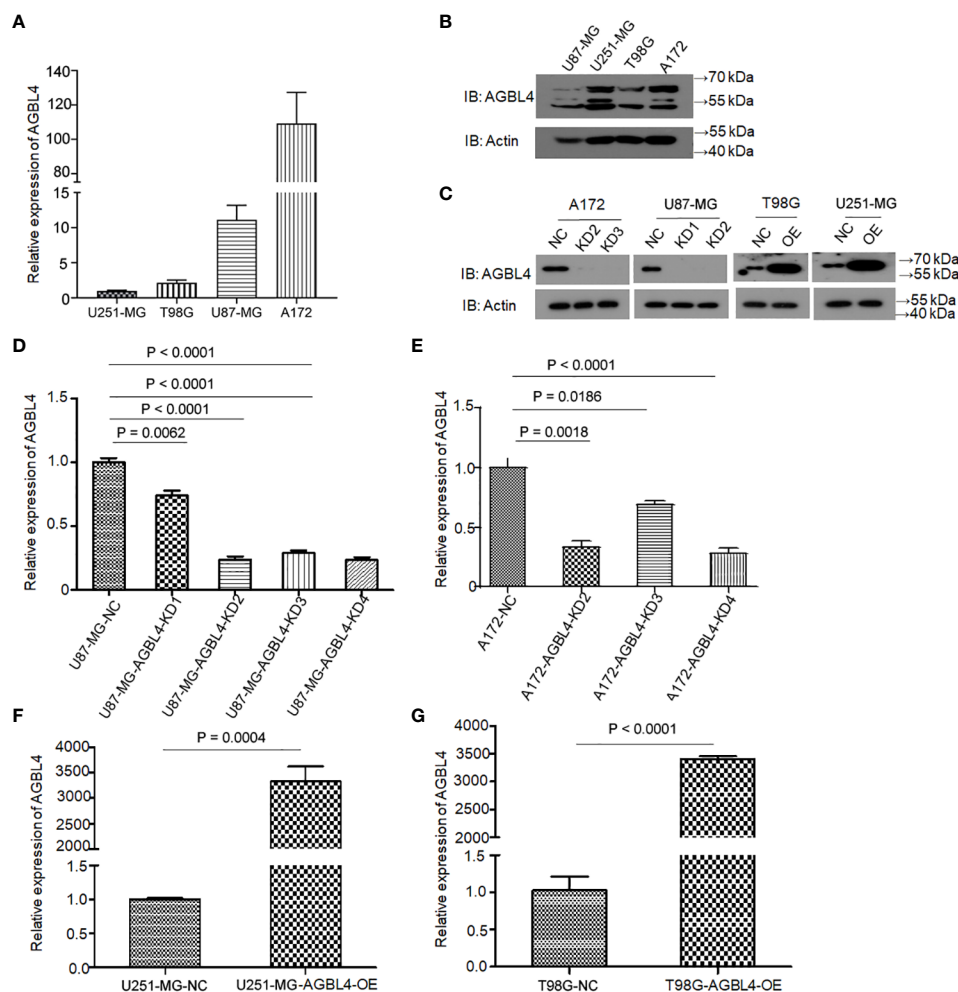 A
Relative expression of AGBL4
140
120
100
80
60
40
15
10
5
0
U251-MG T98G U87-MG A172
B
U87-MG U251-MG T98G A172
IB: AGBL4
→70 kDa
→55 kDa
IB: Actin
→55 kDa
→40 kDa
C
A172 U87-MG T98G U251-MG
NC KD2 KD3 NC KD1 KD2 NC OE NC OE
IB: AGBL4
→70 kDa
→55 kDa
IB: Actin
→55 kDa
→40 kDa
D
P < 0.0001
P < 0.0001
P < 0.0001
P = 0.0062
Relative expression of AGBL4
1.5
1.0
0.5
0
U87-MG-NC
U87-MG-AGBL4-KD1
U87-MG-AGBL4-KD2
U87-MG-AGBL4-KD3
U87-MG-AGBL4-KD4
E
P < 0.0001
P = 0.0186
P = 0.0018
Relative expression of AGBL4
1.5
1.0
0.5
0
A172-NC
A172-AGBL4-KD2
A172-AGBL4-KD3
A172-AGBL4-KD4
F
P = 0.0004
Relative expression of AGBL4
4000
3500
3000
2500
2000
1.5
1.0
0.5
0.0
U251-MG-NC U251-MG-AGBL4-OE
G
P < 0.0001
Relative expression of AGBL4
4000
3500
3000
2500
2000
1.5
1.0
0.5
0.0
T98G-NC T98G-AGBL4-OE